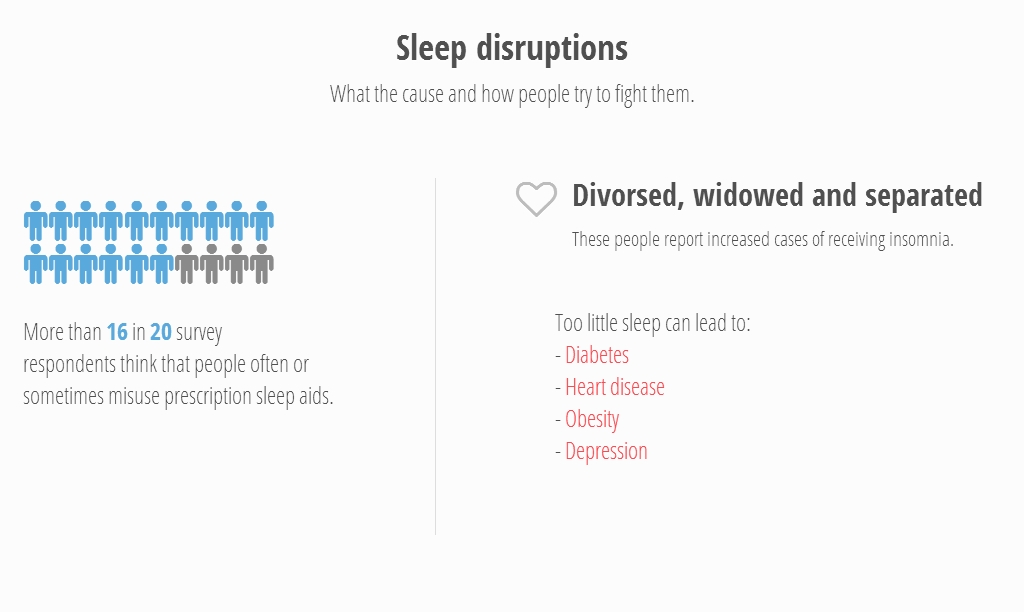 Sleep disruptions
What the cause and how people try to fight them.
More than 16 in 20 survey
respondents think that people often or
sometimes misuse prescription sleep aids.
Divorsed, widowed and separated
These people report increased cases of receiving insomnia.
Too little sleep can lead to:
- Diabetes
- Heart disease
- Obesity
- Depression